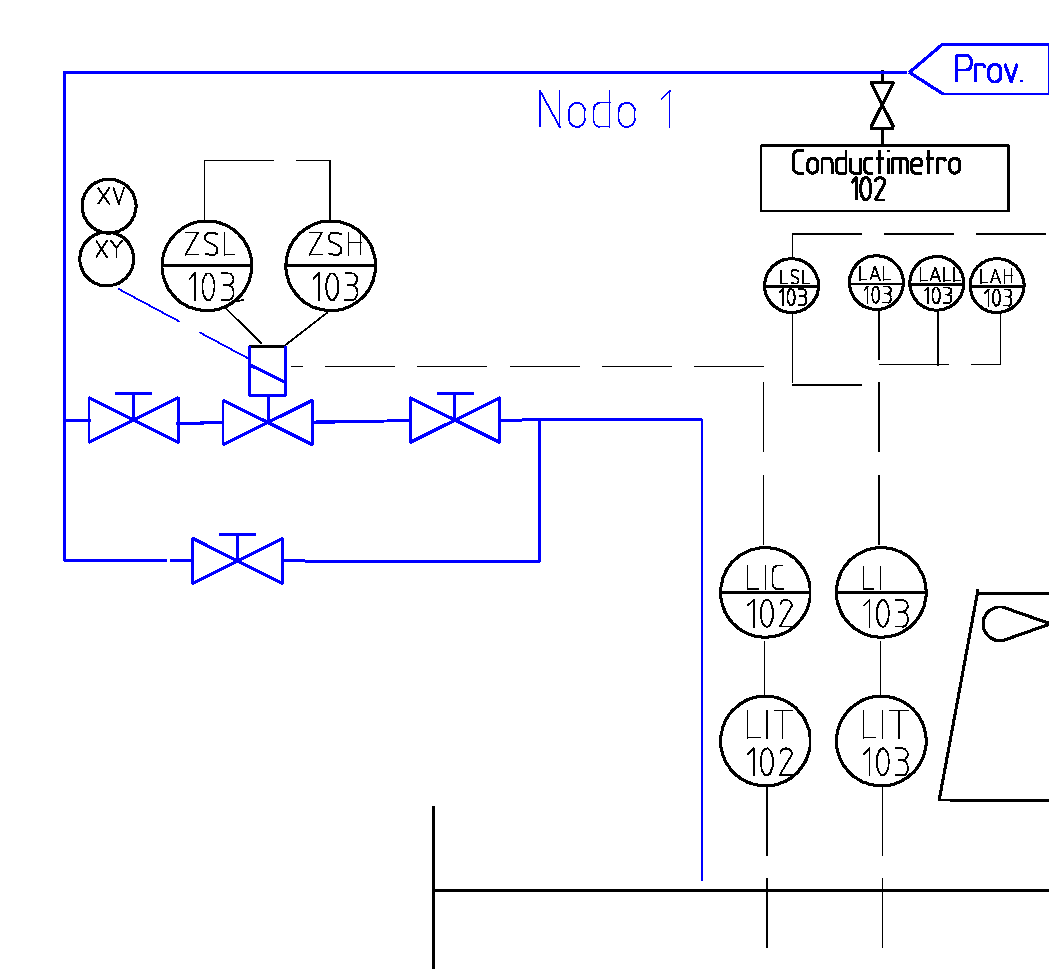 Prov.
Nodo 1
Conductimetro
102
XV
XY
ZSL
103
ZSH
103
LSL
103
LAL
103
LALL
103
LAH
103
LIC
102
LI
103
LIT
102
LIT
103